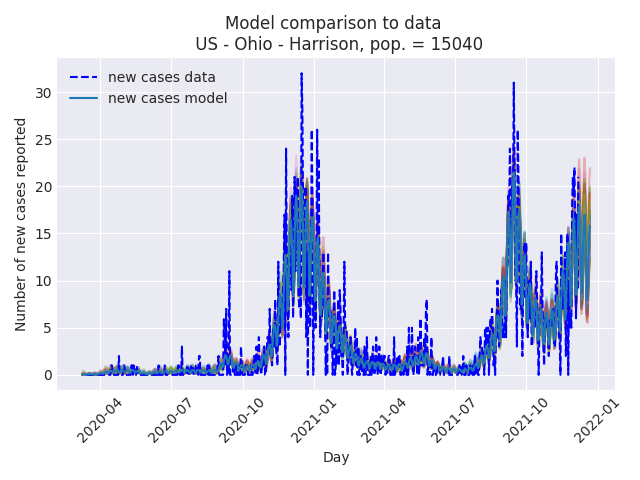 Model comparison to data
US - Ohio - Harrison, pop. = 15040
new cases data
new cases model
Number of new cases reported
30
25
20
15
10
5
0
2020-04
2020-07
2020-10
2021-01
2021-04
2021-07
2021-10
2022-01
Day